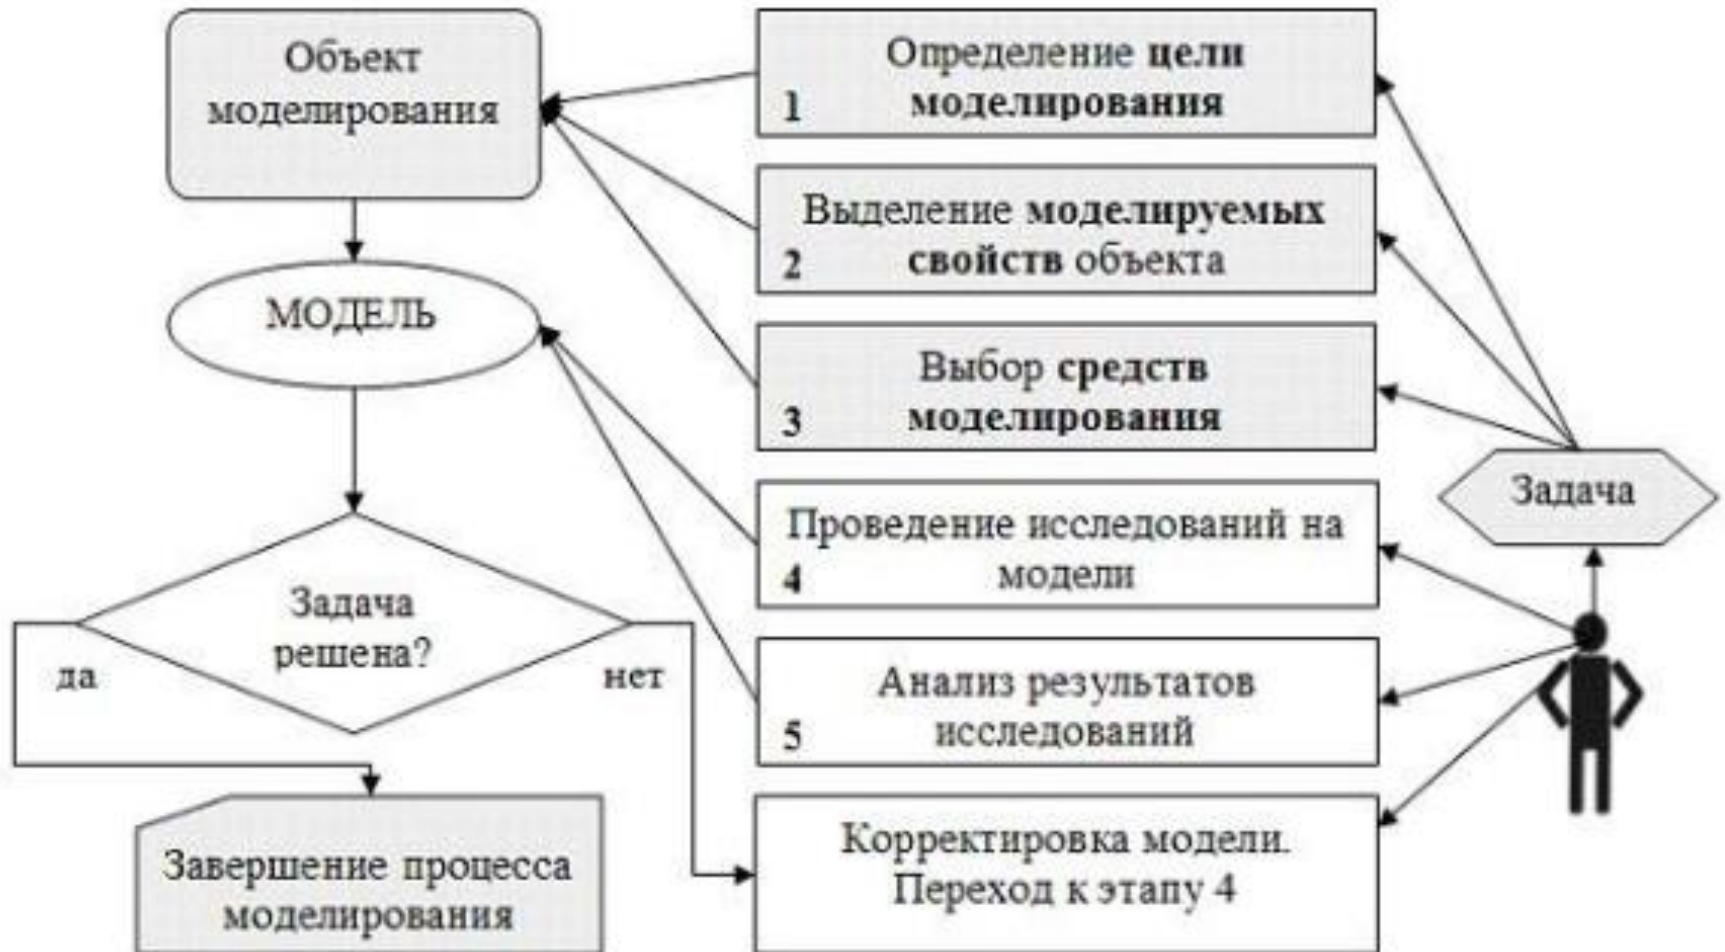 Объект
моделирования
МОДЕЛЬ
Задача
решена?
да
нет
Завершение процесса
моделирования
Определение цели
1 моделирования
Выделение моделируемых
2 свойств объекта
Выбор средств
3 моделирования
Проведение исследований на
4 модели
Анализ результатов
5 исследований
Корректировка модели.
Переход к этапу 4
Задача